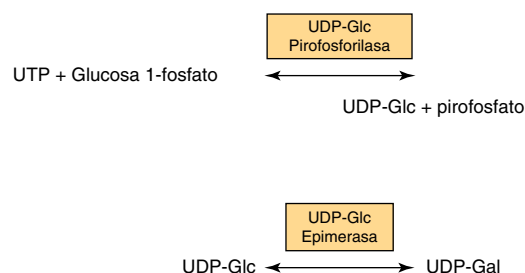 UDP-Glc
Pirofosforilasa
UTP + Glucosa 1-fosfato
UDP-Glc + pirofosfato
UDP-Glc
Epimerasa
UDP-Glc UDP-Gal